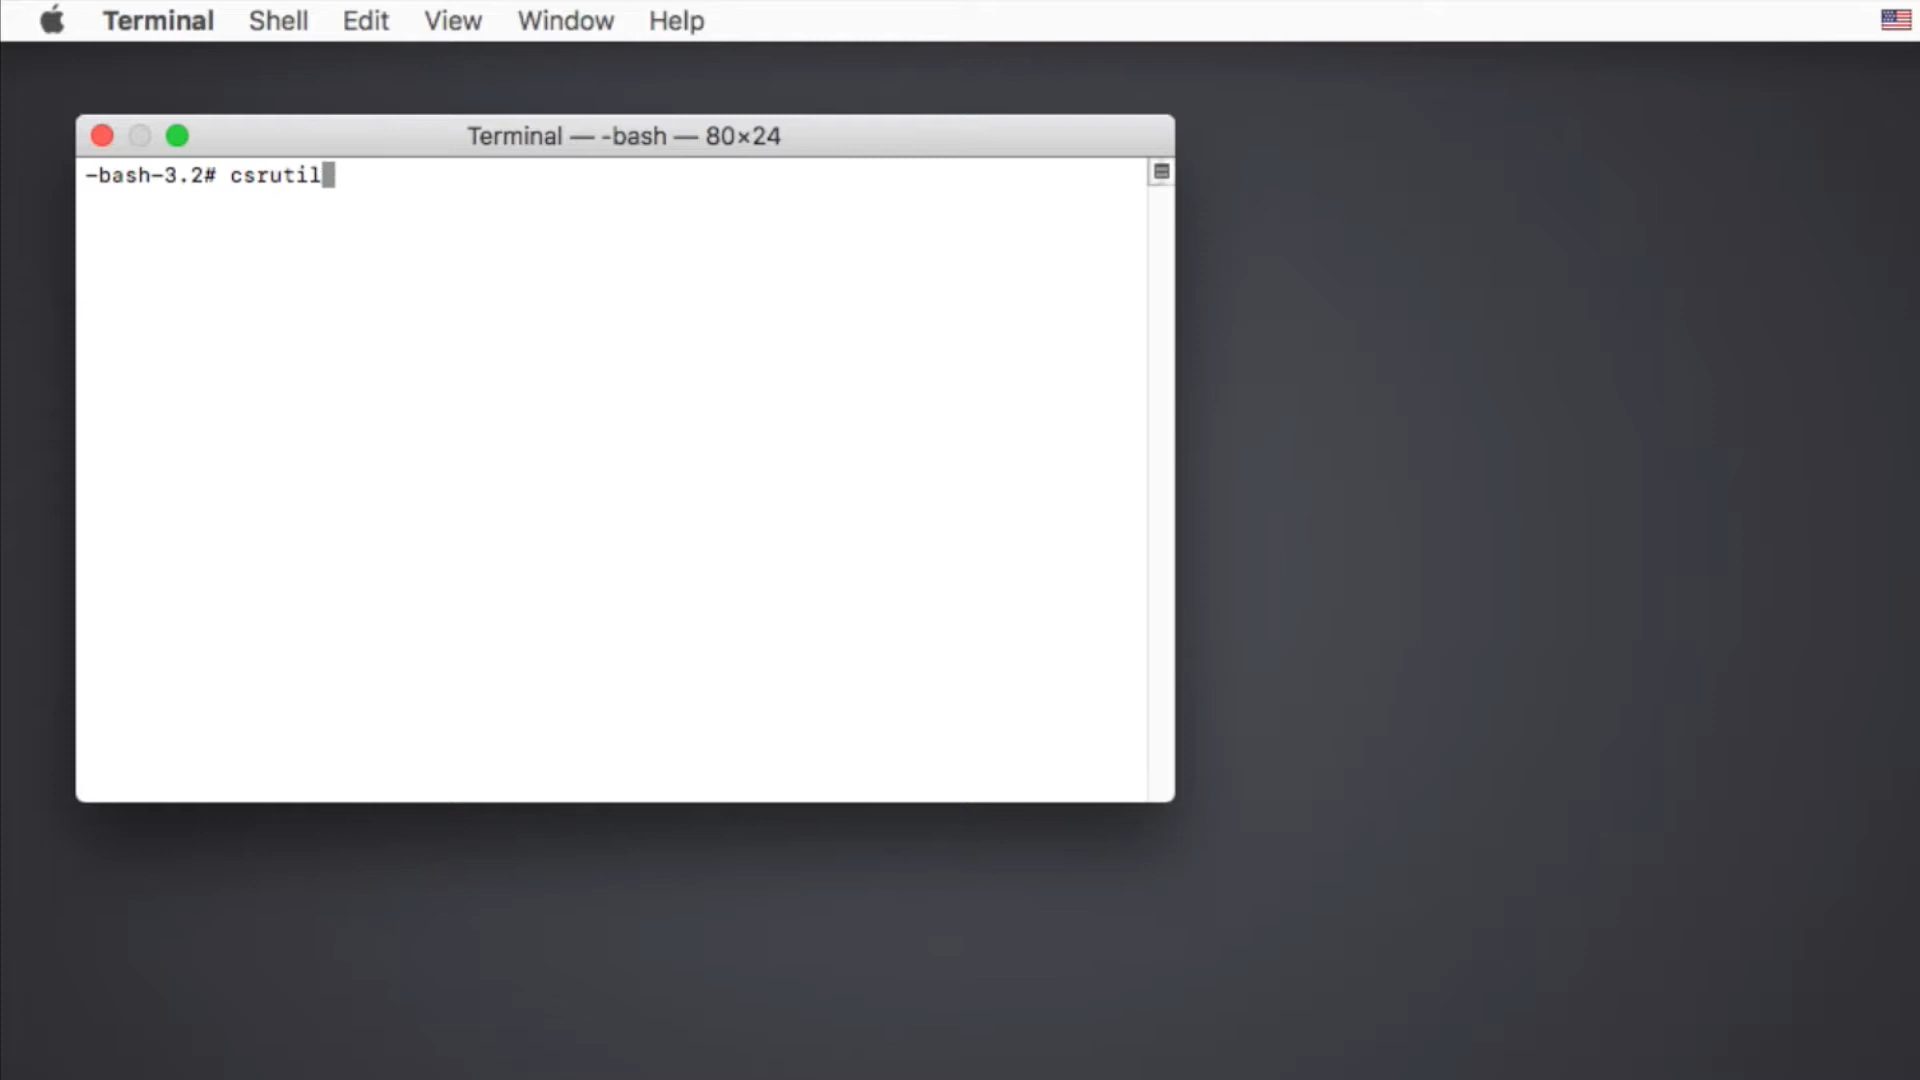 Terminal Shell Edit View Window Help
Terminal — -bash — 80×24
-bash-3.2# csrutil